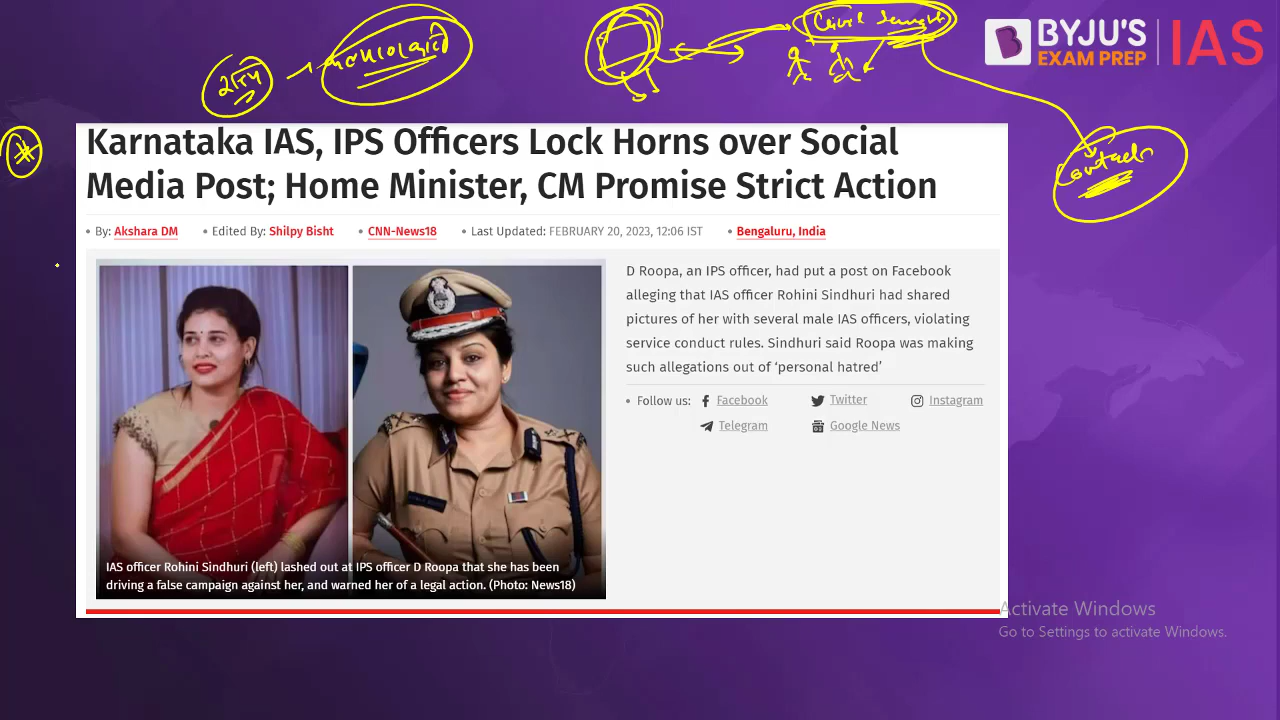 Civil Servant
BYJU'S
EXAM PREP
IAS
Karnataka IAS, IPS Officers Lock Horns over Social
Media Post; Home Minister, CM Promise Strict Action
• By: Akshara DM • Edited By: Shilpy Bisht • CNN-News18 • Last Updated: FEBRUARY 20, 2023, 12:06 IST • Bengaluru, India
D Roopa, an IPS officer, had put a post on Facebook
alleging that IAS officer Rohini Sindhuri had shared
pictures of her with several male IAS officers, violating
service conduct rules. Sindhuri said Roopa was making
such allegations out of ‘personal hatred’
• Follow us: Facebook Twitter Instagram
Telegram Google News
IAS officer Rohini Sindhuri (left) lashed out at IPS officer D Roopa that she has been
driving a false campaign against her, and warned her of a legal action. (Photo: News18)
Activate Windows
Go to Settings to activate Windows.